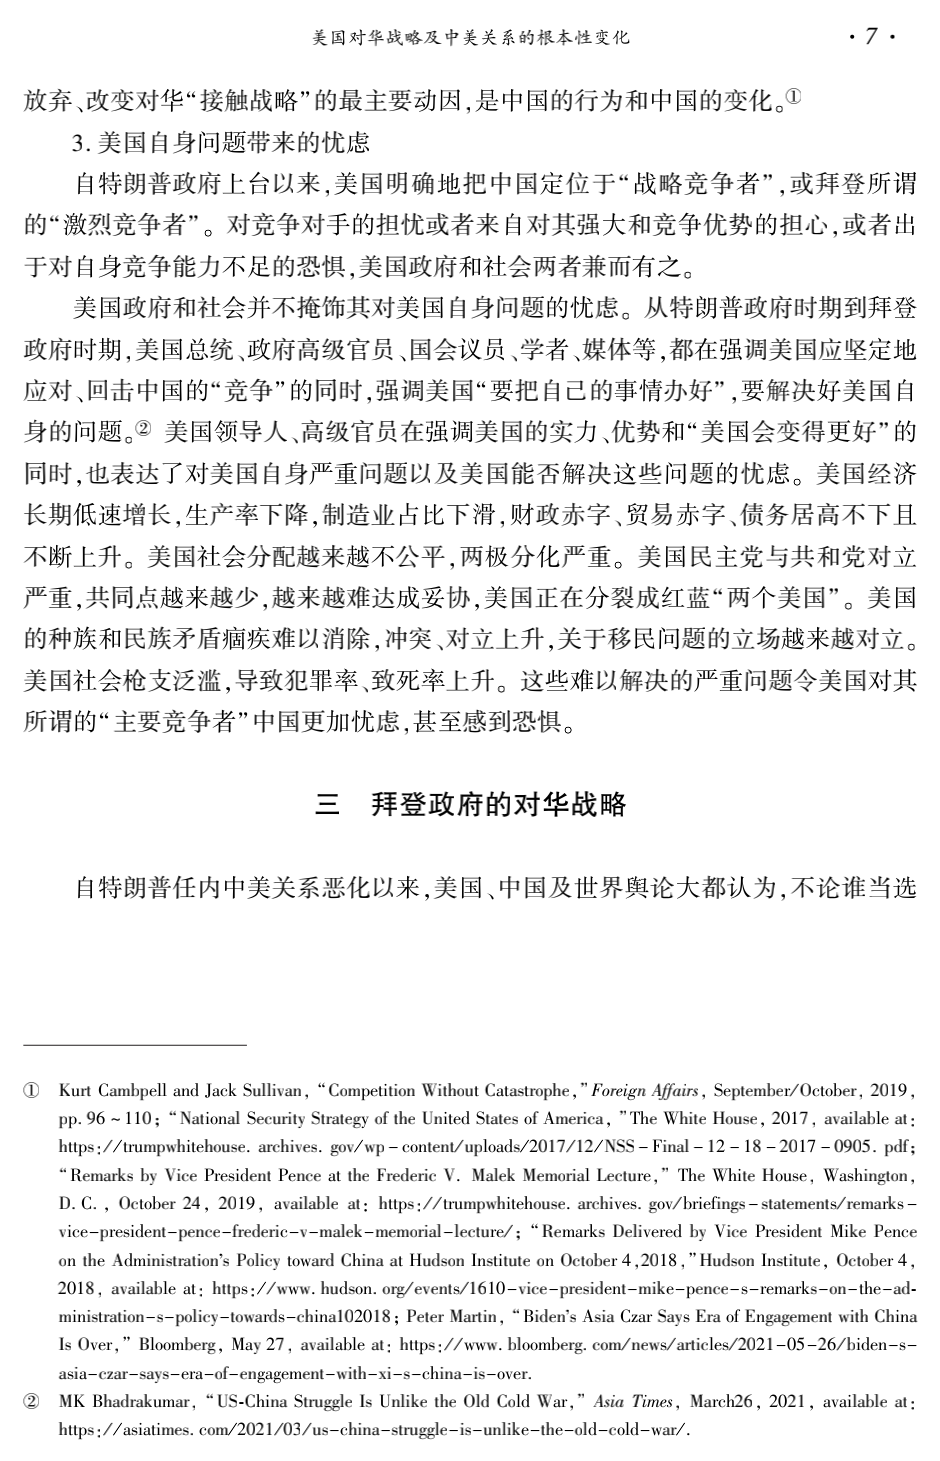 美国对华战略及中美关系的根本性变化 · 7 ·
放弃、改变对华“接触战略”的最主要动因,是中国的行为和中国的变化。①
3. 美国自身问题带来的忧虑
自特朗普政府上台以来,美国明确地把中国定位于“战略竞争者”,或拜登所谓
的“激烈竞争者”。对竞争对手的担忧或者来自对其强大和竞争优势的担心,或者出
于对自身竞争能力不足的恐惧,美国政府和社会两者兼而有之。
美国政府和社会并不掩饰其对美国自身问题的忧虑。从特朗普政府时期到拜登
政府时期,美国总统、政府高级官员、国会议员、学者、媒体等,都在强调美国应坚定地
应对、回击中国的“竞争”的同时,强调美国“要把自己的事情办好”,要解决好美国自
身的问题。② 美国领导人、高级官员在强调美国的实力、优势和“美国会变得更好”的
同时,也表达了对美国自身严重问题以及美国能否解决这些问题的忧虑。美国经济
长期低速增长,生产率下降,制造业占比下滑,财政赤字、贸易赤字、债务居高不下且
不断上升。美国社会分配越来越不公平,两极分化严重。美国民主党与共和党对立
严重,共同点越来越少,越来越难达成妥协,美国正在分裂成红蓝“两个美国”。美国
的种族和民族矛盾痼疾难以消除,冲突、对立上升,关于移民问题的立场越来越对立。
美国社会枪支泛滥,导致犯罪率、致死率上升。这些难以解决的严重问题令美国对其
所谓的“主要竞争者”中国更加忧虑,甚至感到恐惧。
三 拜登政府的对华战略
自特朗普任内中美关系恶化以来,美国、中国及世界舆论大都认为,不论谁当选
① Kurt Cambpell and Jack Sullivan, “Competition Without Catastrophe,” Foreign Affairs, September/October, 2019,
pp. 96 ~ 110; “National Security Strategy of the United States of America, ”The White House, 2017, available at:
https://trumpwhitehouse. archives. gov/wp - content/uploads/2017/12/NSS - Final - 12 - 18 - 2017 - 0905. pdf;
“Remarks by Vice President Pence at the Frederic V. Malek Memorial Lecture,” The White House, Washington,
D. C. , October 24, 2019, available at: https://trumpwhitehouse. archives. gov/briefings - statements/remarks -
vice-president-pence-frederic-v-malek-memorial-lecture/; “Remarks Delivered by Vice President Mike Pence
on the Administration’s Policy toward China at Hudson Institute on October 4,2018,”Hudson Institute, October 4,
2018, available at: https://www. hudson. org/events/1610-vice-president-mike-pence-s-remarks-on-the-ad-
ministration-s-policy-towards-china102018; Peter Martin, “Biden’s Asia Czar Says Era of Engagement with China
Is Over,” Bloomberg, May 27, available at: https://www. bloomberg. com/news/articles/2021-05-26/biden-s-
asia-czar-says-era-of-engagement-with-xi-s-china-is-over.
② MK Bhadrakumar, “US-China Struggle Is Unlike the Old Cold War,” Asia Times, March26, 2021, available at:
https://asiatimes. com/2021/03/us-china-struggle-is-unlike-the-old-cold-war/.